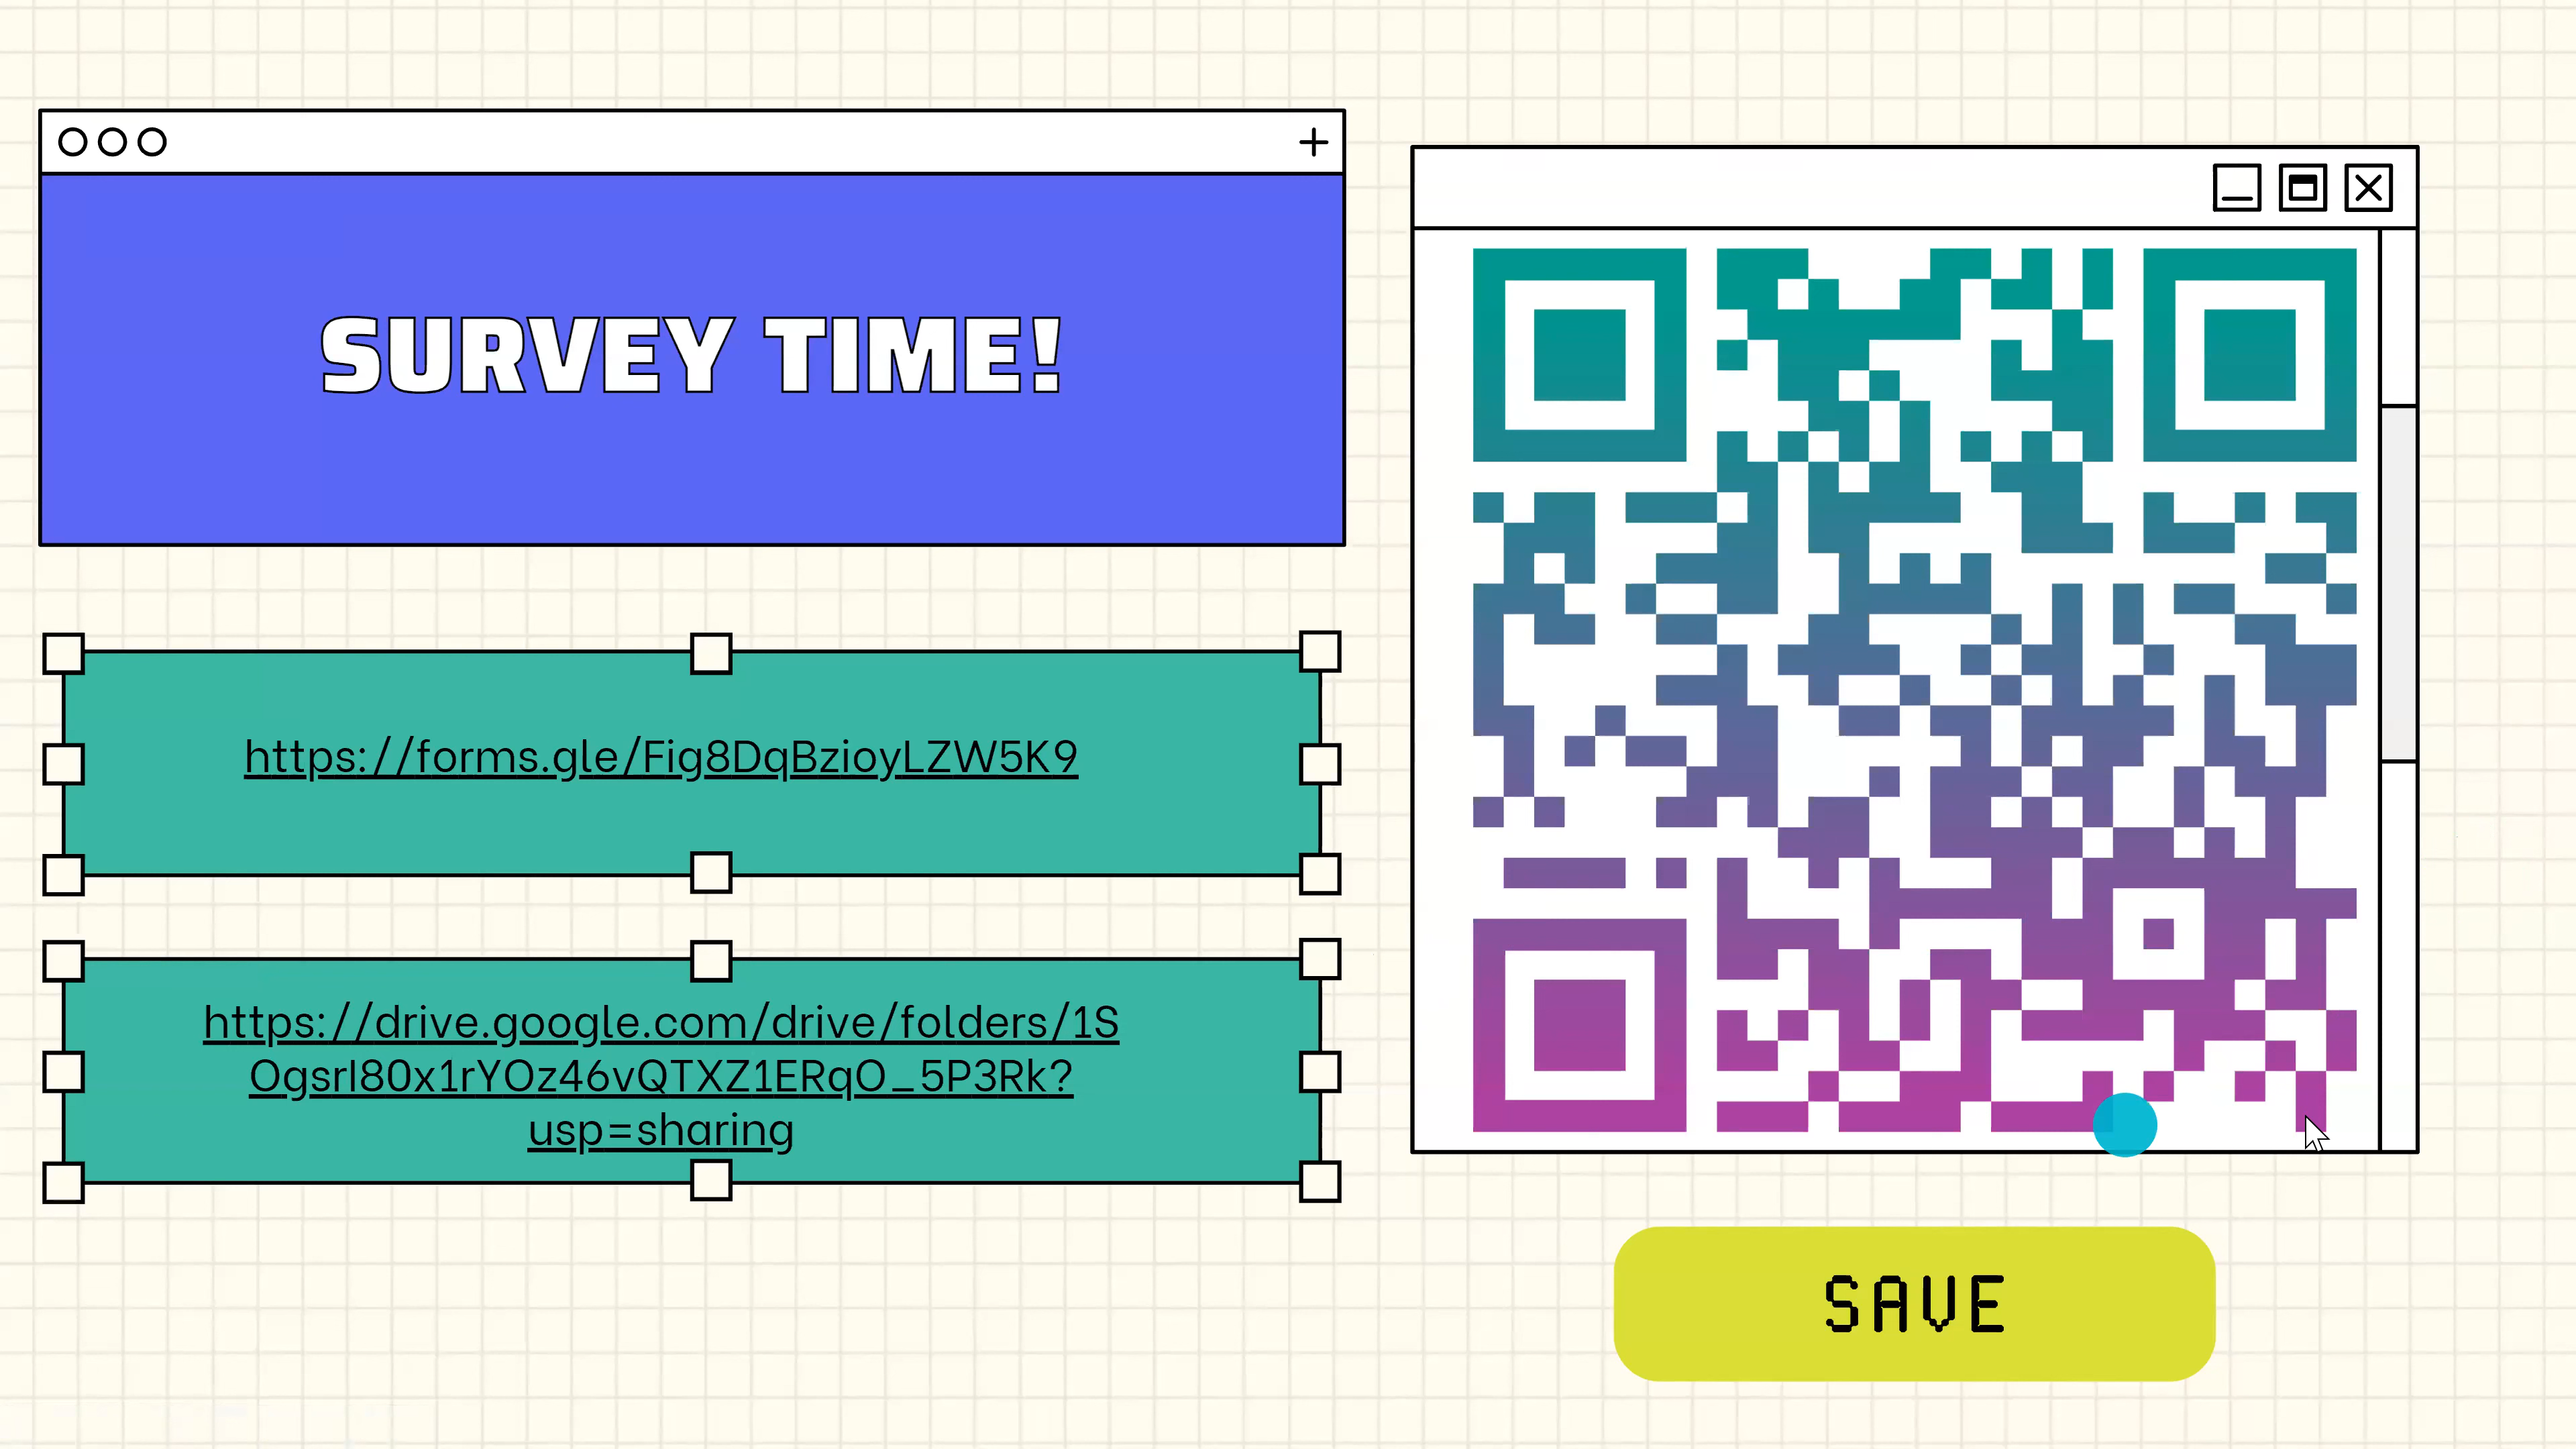 SURVEY TIME!
https://forms.gle/Fig8DqBzioyLZW5K9
https://drive.google.com/drive/folders/1S
OgsrI80x1rYOz46vQTXZ1ERqO_5P3Rk?
usp=sharing
SAVE